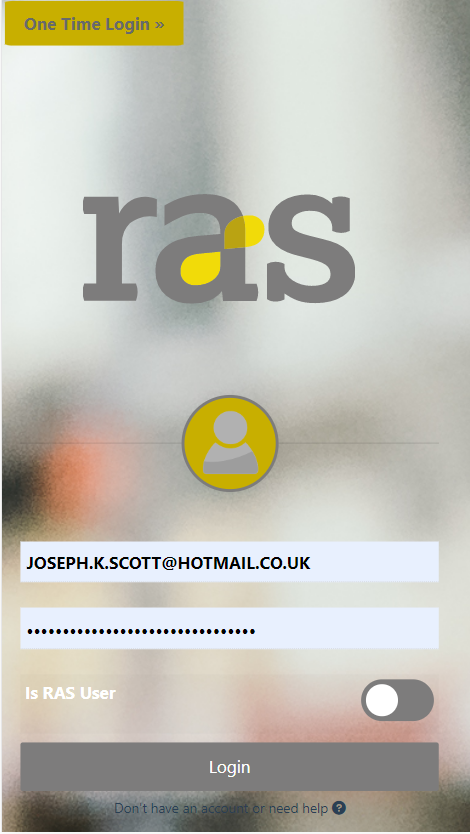 One Time Login »
ras
JOSEPH.K.SCOTT@HOTMAIL.CO.UK
••••••••••••••••••••••••••••••••
Is RAS User
Login
Don't have an account or need help ?